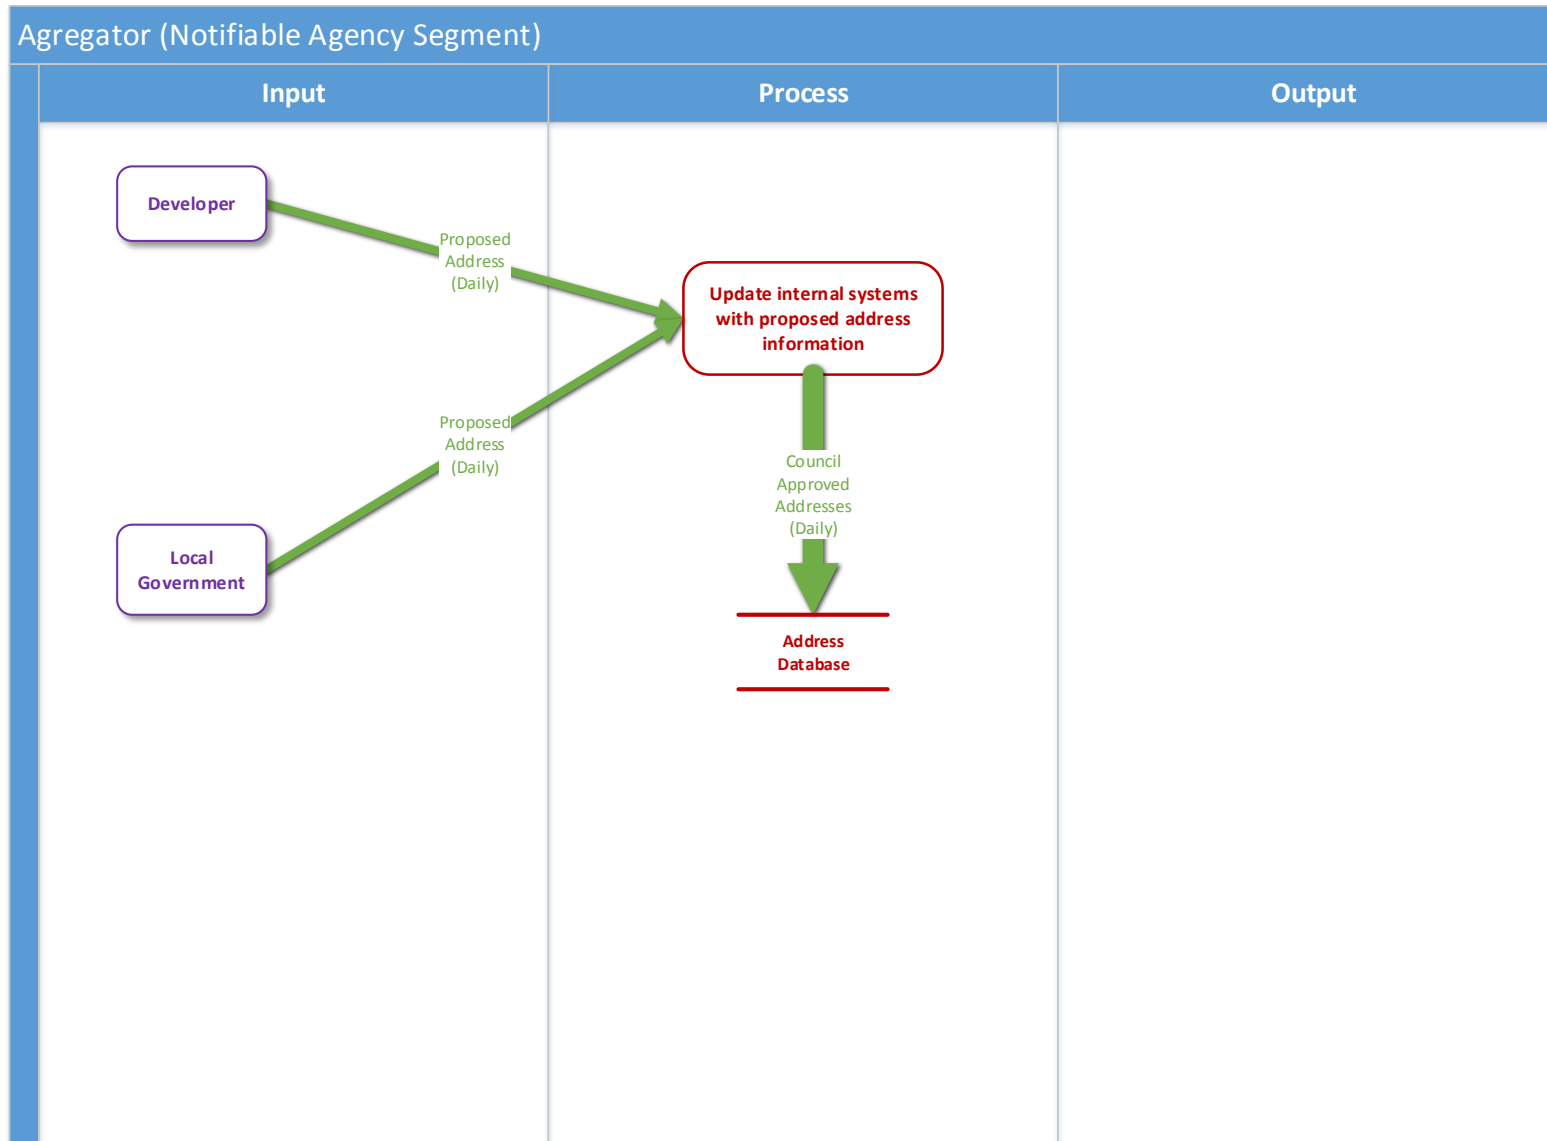 Agregator (Notifiable Agency Segment)
Input
Process
Output
Developer
Proposed
Address
(Daily)
Update internal systems
with proposed address
information
Proposed
Address
(Daily)
Council
Approved
Addresses
(Daily)
Local
Government
Address
Database